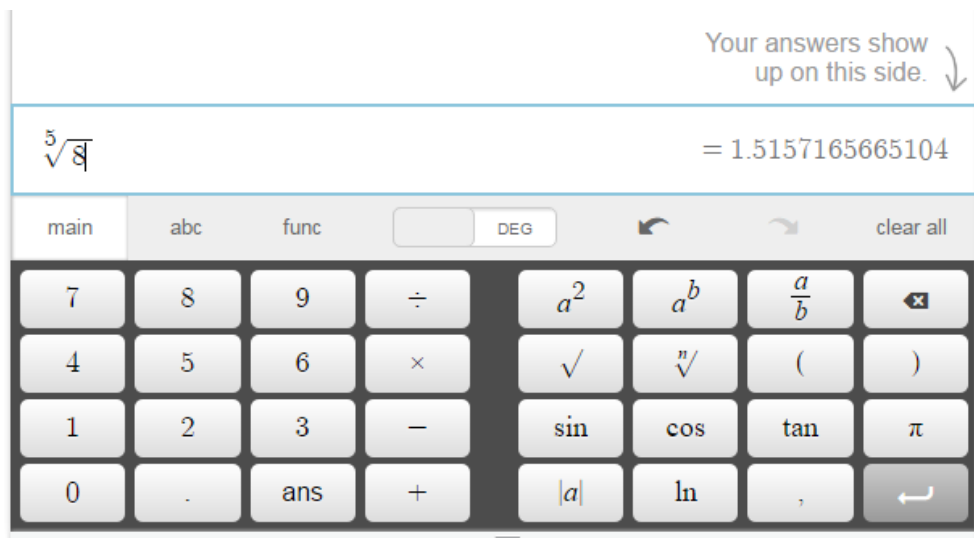 Your answers show
up on this side.
⁵√8 = 1.5157165665104
main abc func DEG clear all
7 8 9 ÷ a² aᵇ a/b
4 5 6 × √ ⁿ√ ( )
1 2 3 − sin cos tan π
0 . ans + |a| ln ,